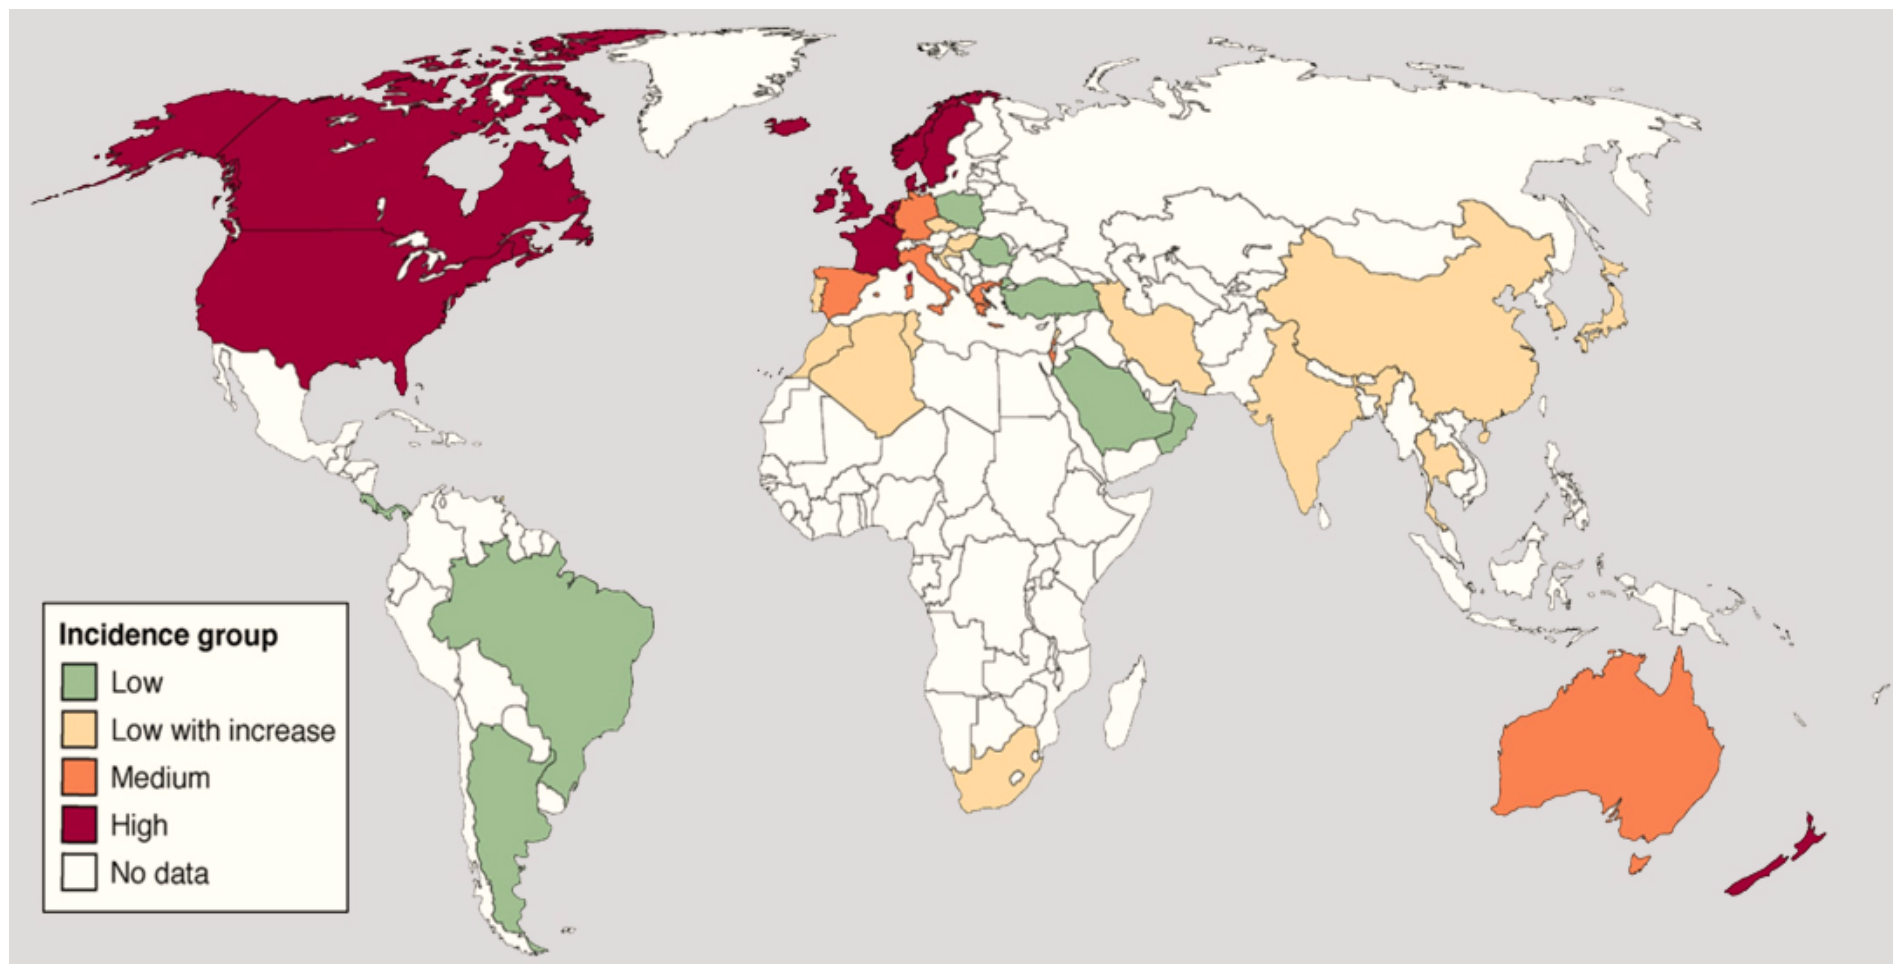 Incidence group
Low
Low with increase
Medium
High
No data